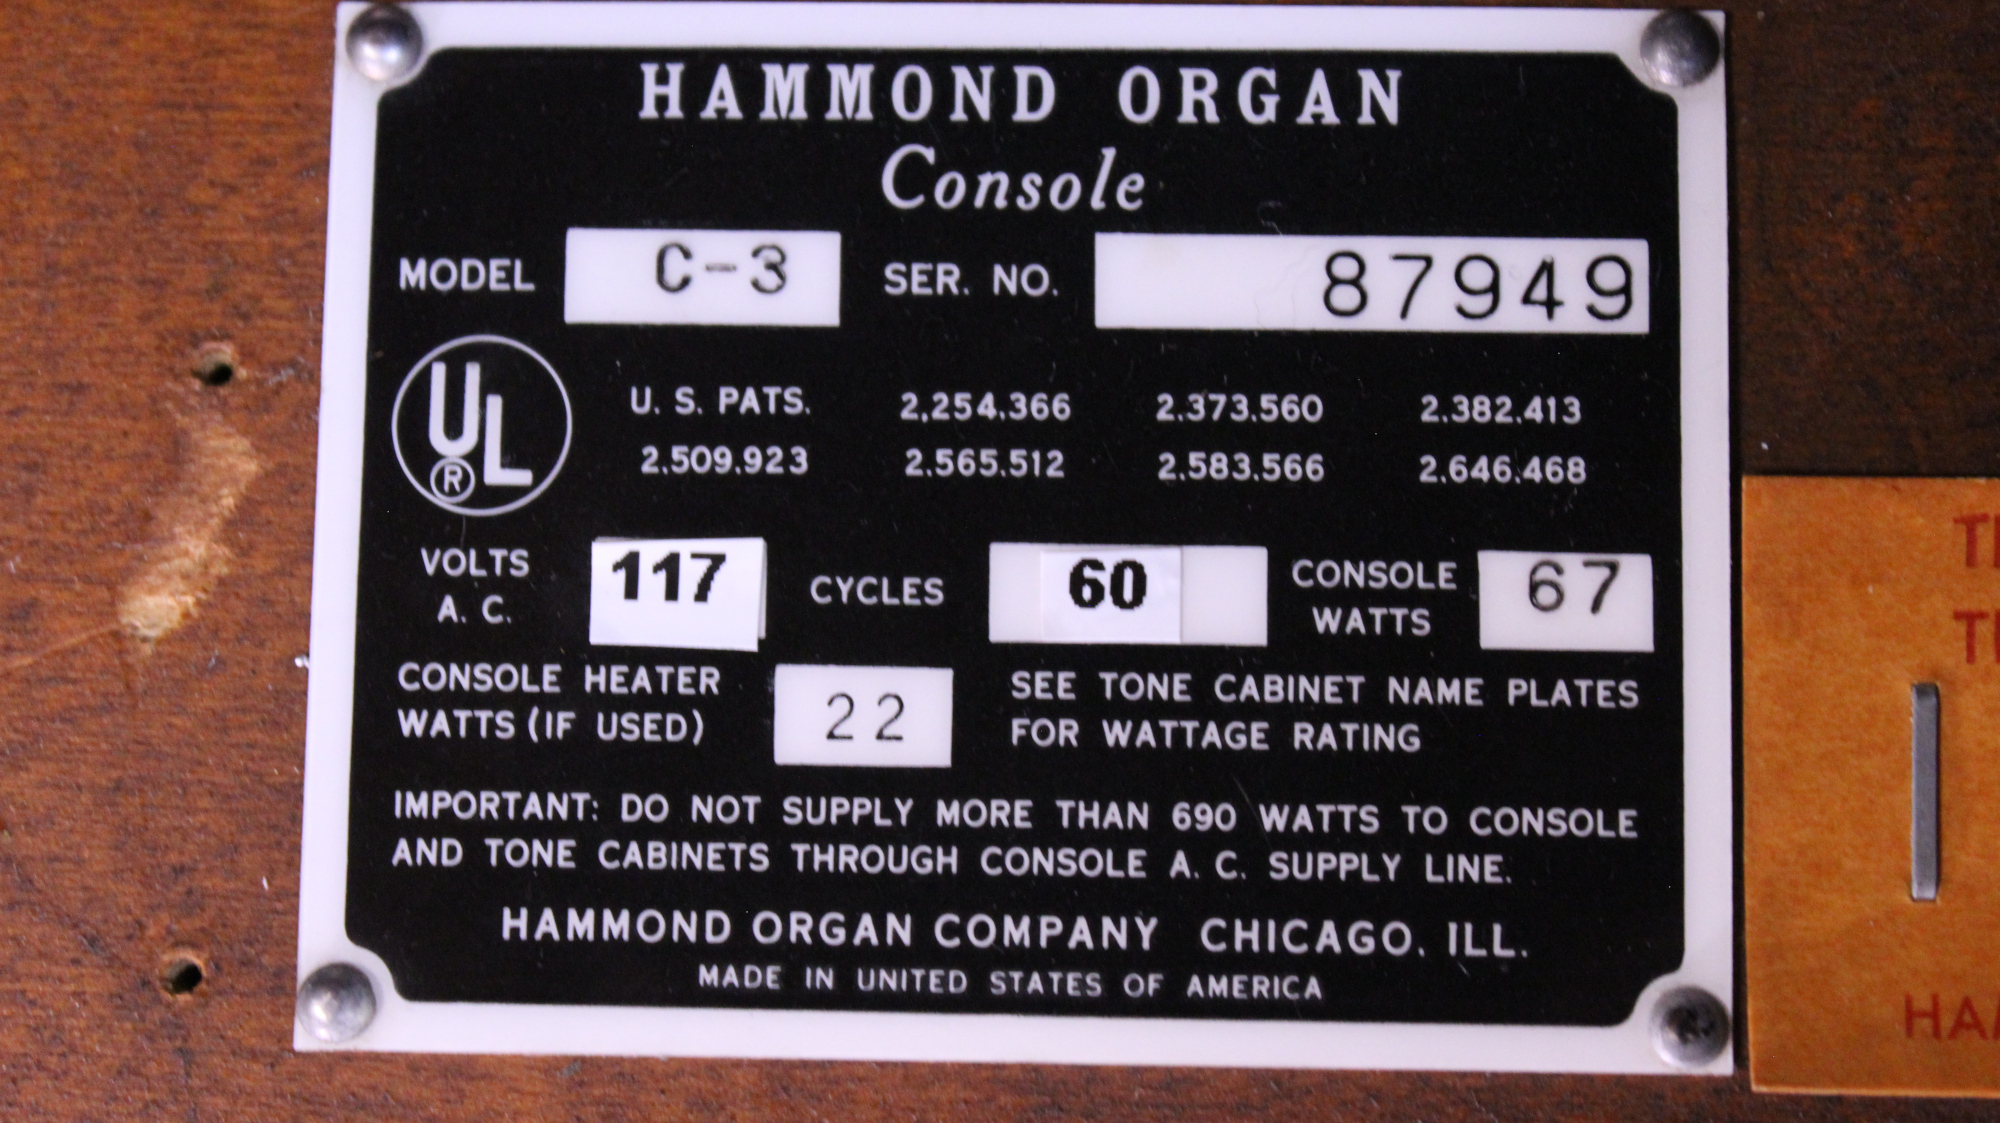 HAMMOND ORGAN
Console
MODEL C-3 SER. NO. 87949
UL
®
U. S. PATS. 2,254,366 2.373.560 2.382.413
2.509.923 2.565.512 2.583.566 2.646.468
VOLTS A. C. 117 CYCLES 60 CONSOLE WATTS 67
CONSOLE HEATER
WATTS (IF USED) 22
SEE TONE CABINET NAME PLATES
FOR WATTAGE RATING
IMPORTANT: DO NOT SUPPLY MORE THAN 690 WATTS TO CONSOLE
AND TONE CABINETS THROUGH CONSOLE A. C. SUPPLY LINE.
HAMMOND ORGAN COMPANY CHICAGO. ILL.
MADE IN UNITED STATES OF AMERICA